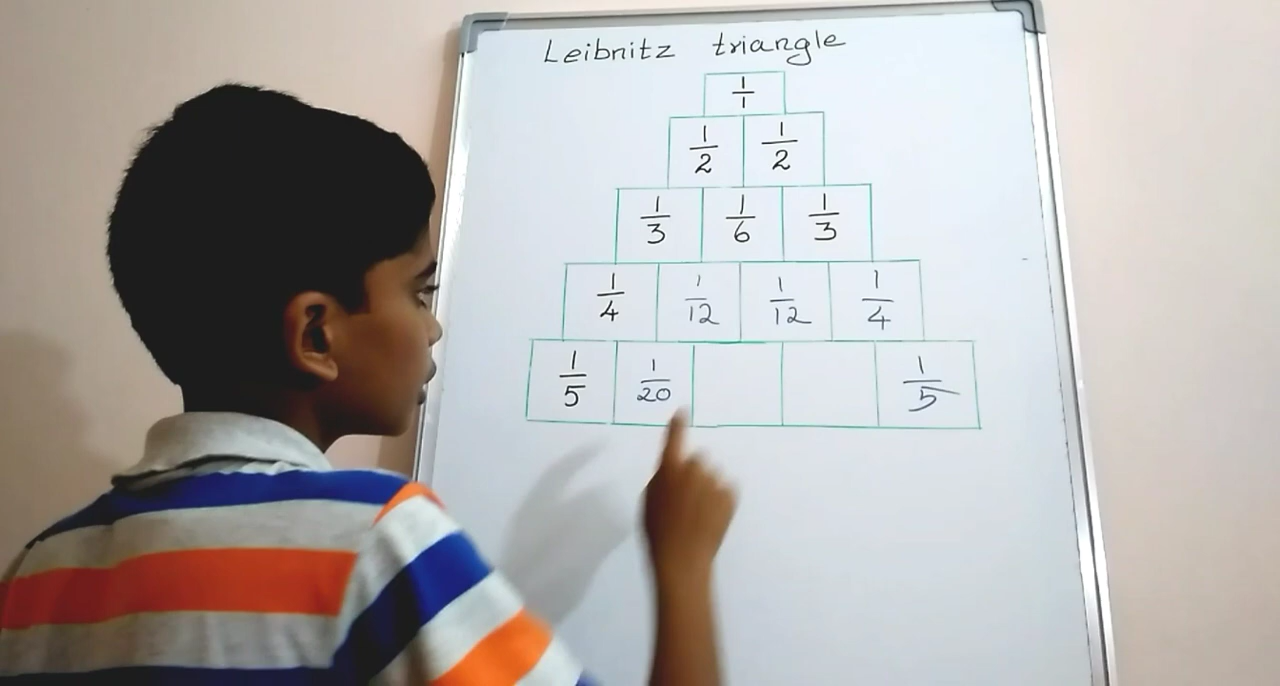 Leibnitz triangle
1/1
1/2 1/2
1/3 1/6 1/3
1/4 1/12 1/12 1/4
1/5 1/20 1/5